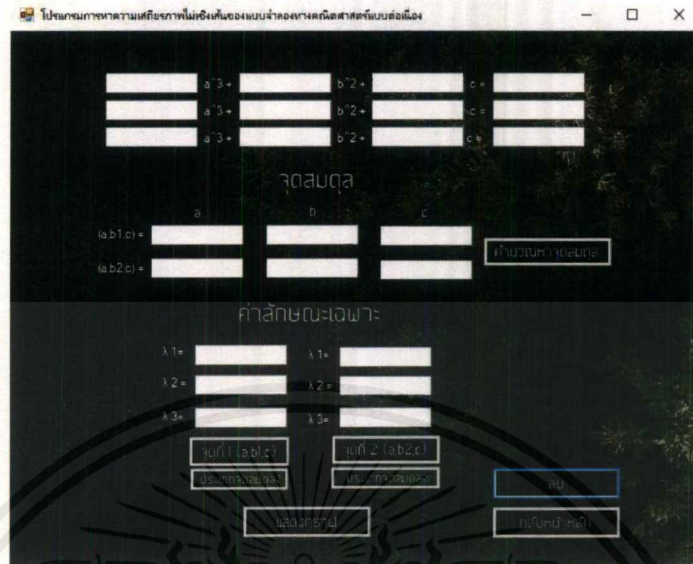 โปรแกรมการหาความเสถียรภาพไม่เชิงเส้นของแบบจำลองทางคณิตศาสตร์แบบต่อเนื่อง
a^3 + b^2 + c =
a^3 + b^2 + c =
a^3 + b^2 + c =
จุดสมดุล
a b c
(a,b1,c) =
(a,b2,c) = คำนวณหาจุดสมดุล
ค่าลักษณะเฉพาะ
λ 1= λ 1=
λ 2 = λ 2 =
λ 3= λ 3=
จุดที่ 1 (a,b1,c) จุดที่ 2 (a,b2,c)
ประเภทจุดสมดุล ประเภทจุดสมดุล ลบ
แสดงกราฟ กลับหน้าหลัก